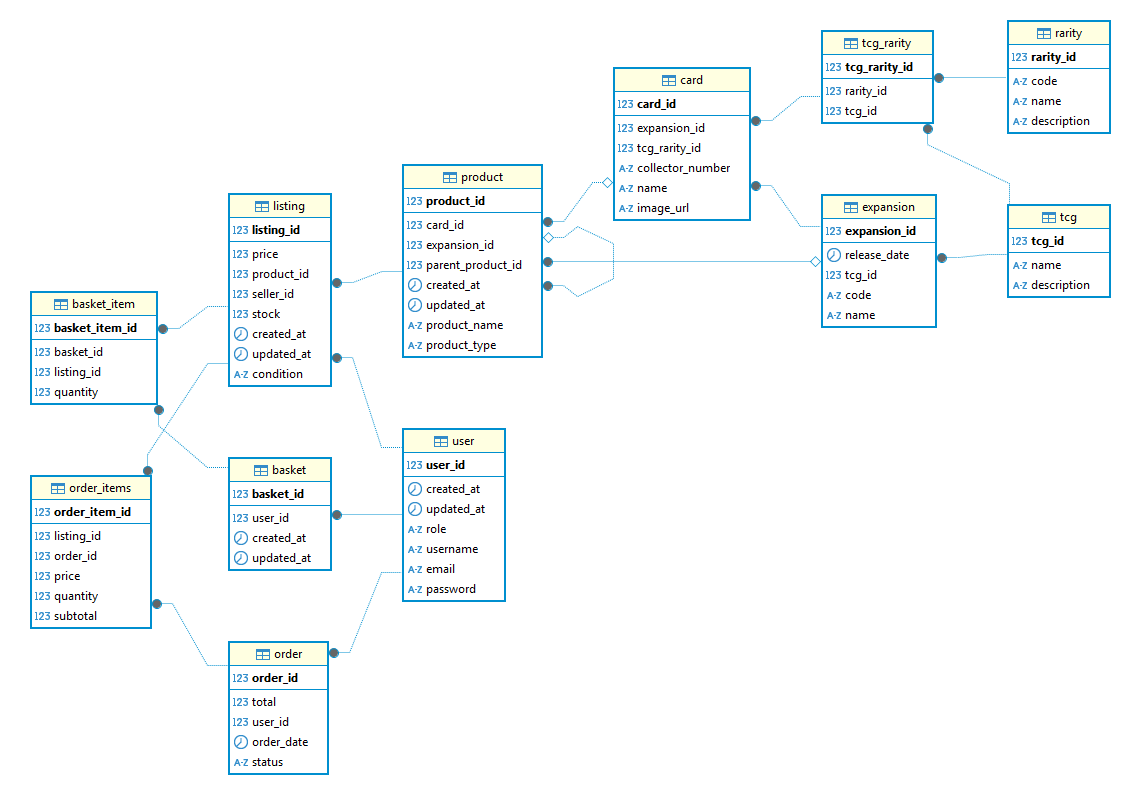 rarity
123 rarity_id
A-Z code
A-Z name
A-Z description
tcg_rarity
123 tcg_rarity_id
123 rarity_id
123 tcg_id
card
123 card_id
123 expansion_id
123 tcg_rarity_id
A-Z collector_number
A-Z name
A-Z image_url
product
123 product_id
123 card_id
123 expansion_id
123 parent_product_id
created_at
updated_at
A-Z product_name
A-Z product_type
listing
123 listing_id
123 price
123 product_id
123 seller_id
123 stock
created_at
updated_at
A-Z condition
expansion
123 expansion_id
release_date
123 tcg_id
A-Z code
A-Z name
tcg
123 tcg_id
A-Z name
A-Z description
basket_item
123 basket_item_id
123 basket_id
123 listing_id
123 quantity
user
123 user_id
created_at
updated_at
A-Z role
A-Z username
A-Z email
A-Z password
basket
123 basket_id
123 user_id
created_at
updated_at
order_items
123 order_item_id
123 listing_id
123 order_id
123 price
123 quantity
123 subtotal
order
123 order_id
123 total
123 user_id
order_date
A-Z status